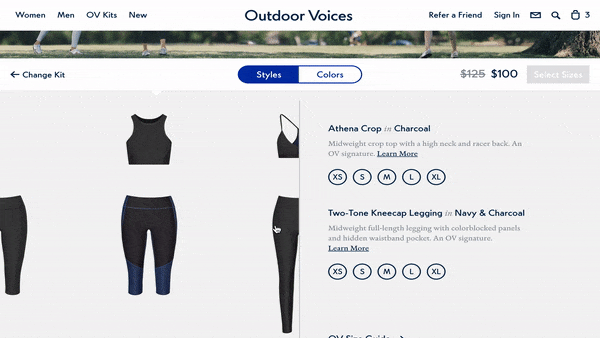 Women Men OV Kits New Outdoor Voices Refer a Friend Sign In 3
← Change Kit Styles Colors $125 $100 Select Sizes
Athena Crop in Charcoal
Midweight crop top with a high neck and racer back. An
OV signature. Learn More
XS S M L XL
Two-Tone Kneecap Legging in Navy & Charcoal
Midweight full-length legging with colorblocked panels
and hidden waistband pocket. An OV signature.
Learn More
XS S M L XL
OV Size Guide